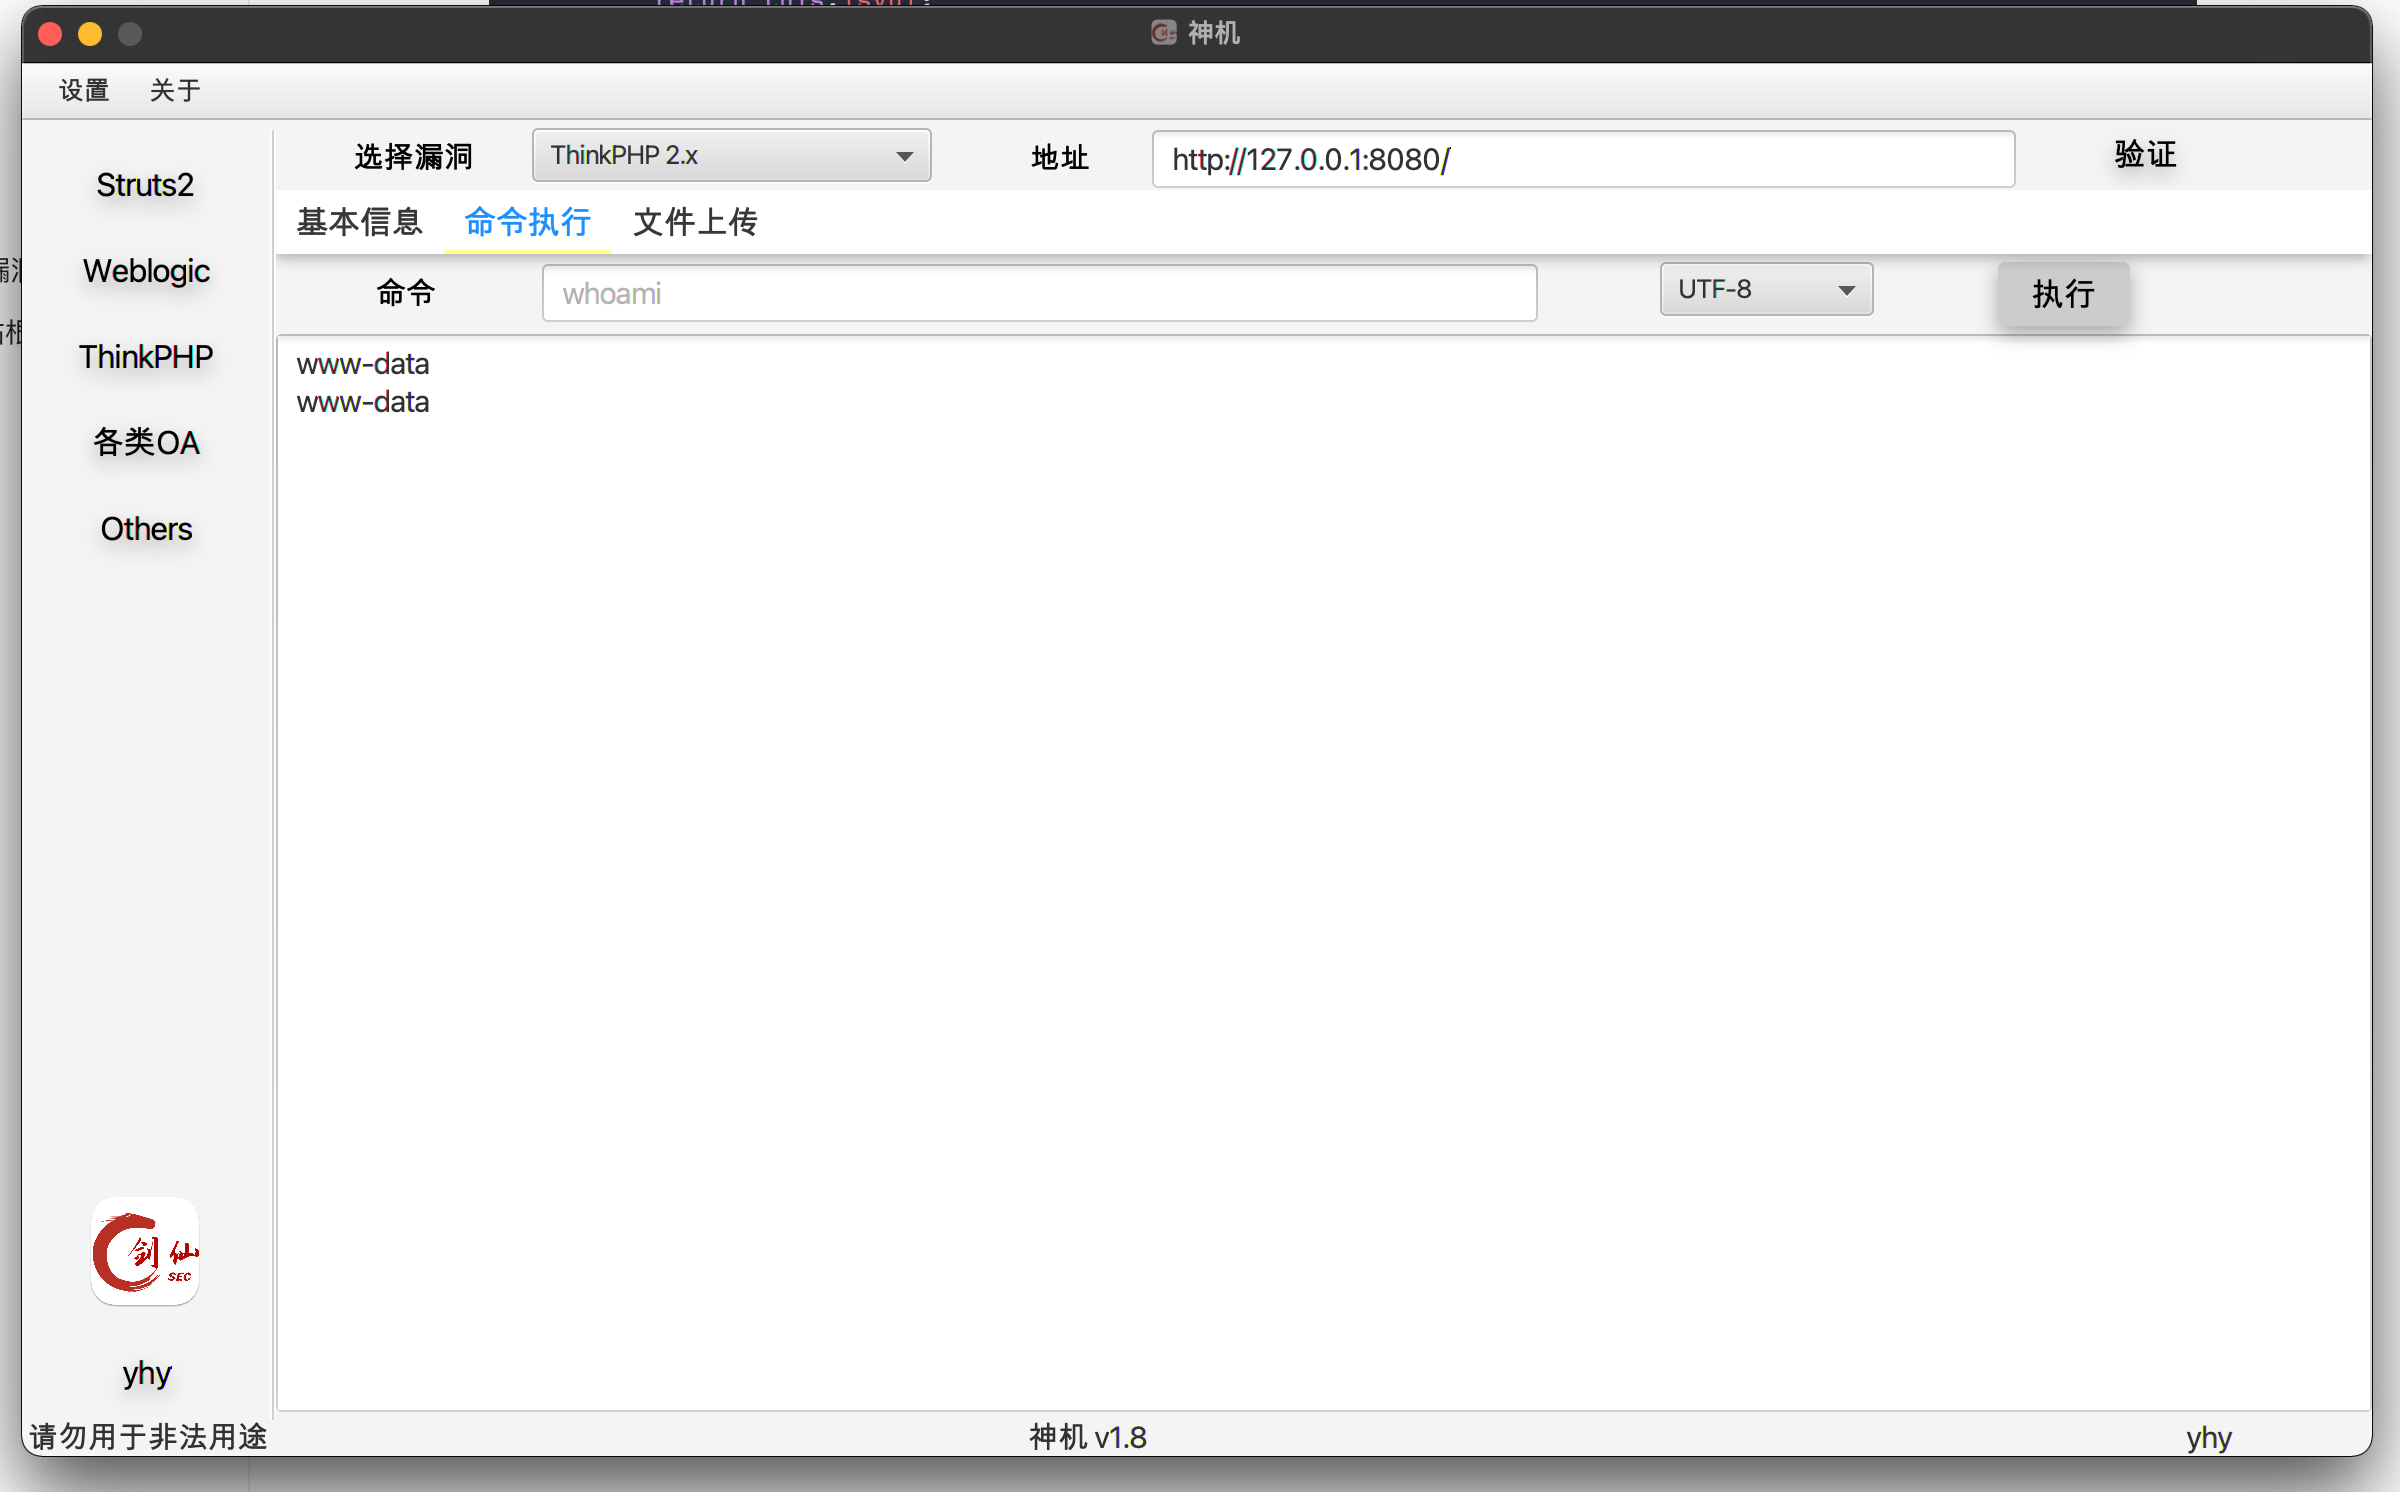 神机
设置 关于
选择漏洞 ThinkPHP 2.x 地址 http://127.0.0.1:8080/ 验证
Struts2
Weblogic
ThinkPHP
各类OA
Others
基本信息 命令执行 文件上传
命令 whoami UTF-8 执行
www-data
www-data
剑仙
SEC
yhy
请勿用于非法用途 神机 v1.8 yhy